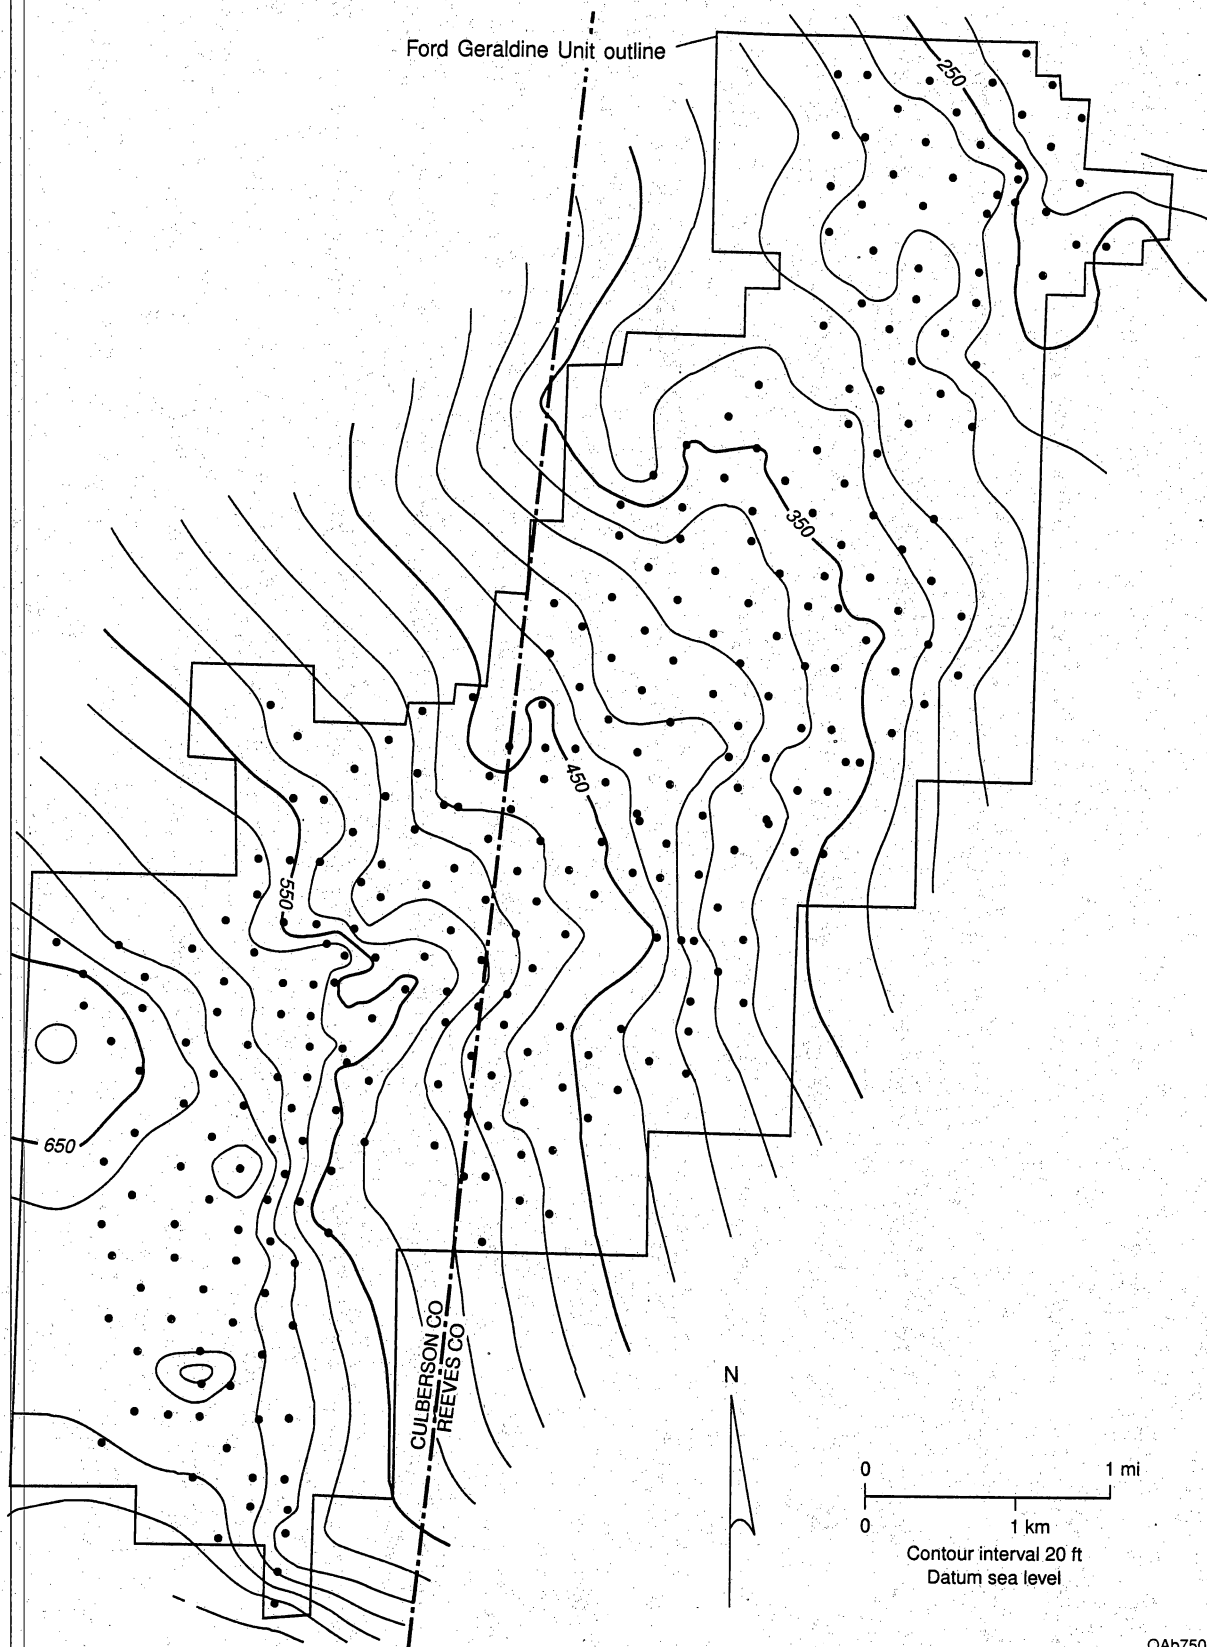 Ford Geraldine Unit outline
250
350
450
550
650
CULBERSON CO
REEVES CO
N
0 1 mi
0 1 km
Contour interval 20 ft
Datum sea level
QAb750